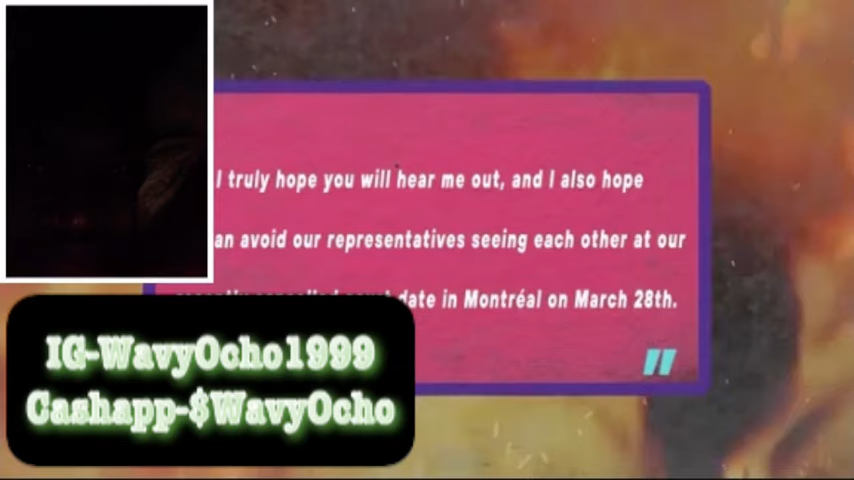 I truly hope you will hear me out, and I also hope
an avoid our representatives seeing each other at our
date in Montréal on March 28th.
"
IG-WavyOcho1999
Cashapp-$WavyOcho